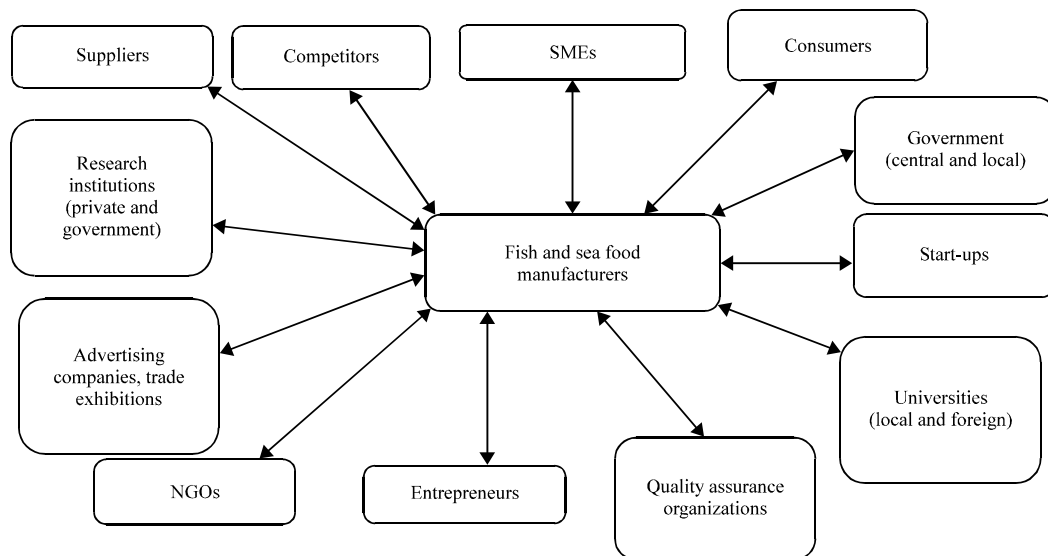 Suppliers
Competitors
SMEs
Consumers
Research
institutions
(private and
government)
Government
(central and local)
Fish and sea food
manufacturers
Start-ups
Advertising
companies, trade
exhibitions
Universities
(local and foreign)
NGOs
Entrepreneurs
Quality assurance
organizations